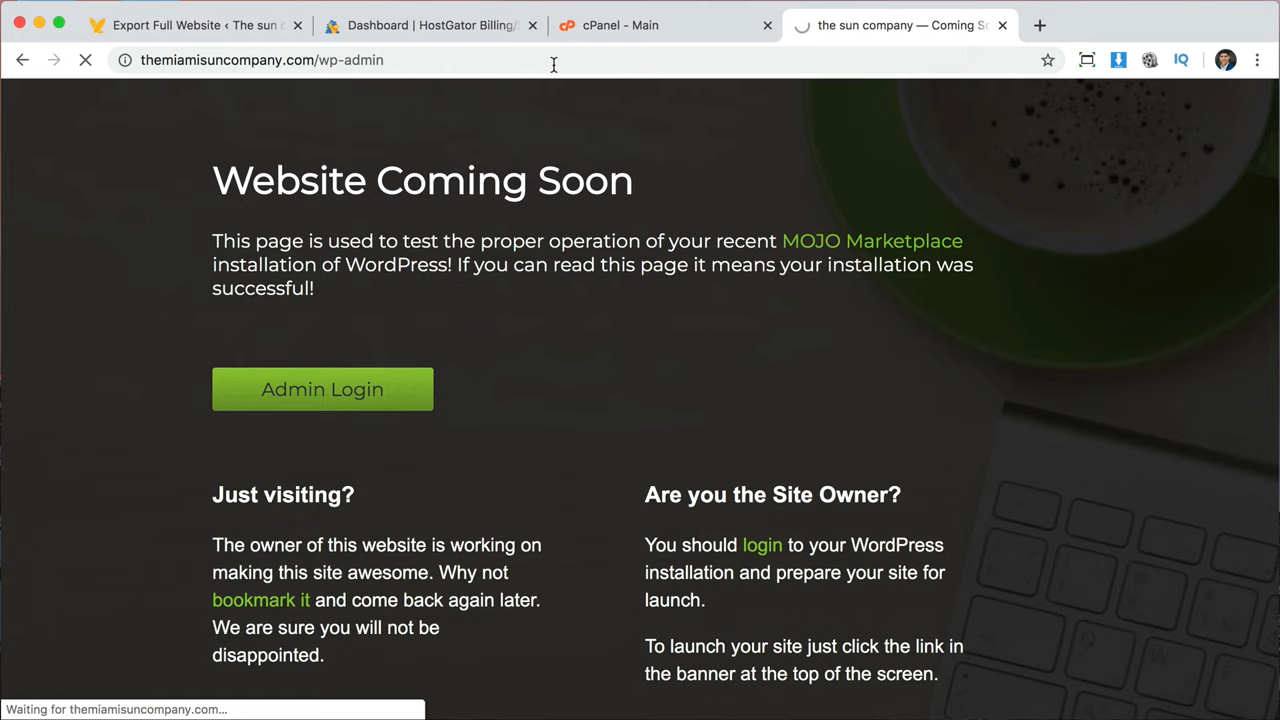 Export Full Website ‹ The sun c
Dashboard | HostGator Billing/
cPanel - Main
the sun company — Coming So
themiamisuncompany.com/wp-admin
IQ
Website Coming Soon
This page is used to test the proper operation of your recent MOJO Marketplace
installation of WordPress! If you can read this page it means your installation was
successful!
Admin Login
Just visiting?
The owner of this website is working on
making this site awesome. Why not
bookmark it and come back again later.
We are sure you will not be
disappointed.
Are you the Site Owner?
You should login to your WordPress
installation and prepare your site for
launch.
To launch your site just click the link in
the banner at the top of the screen.
Waiting for themiamisuncompany.com...